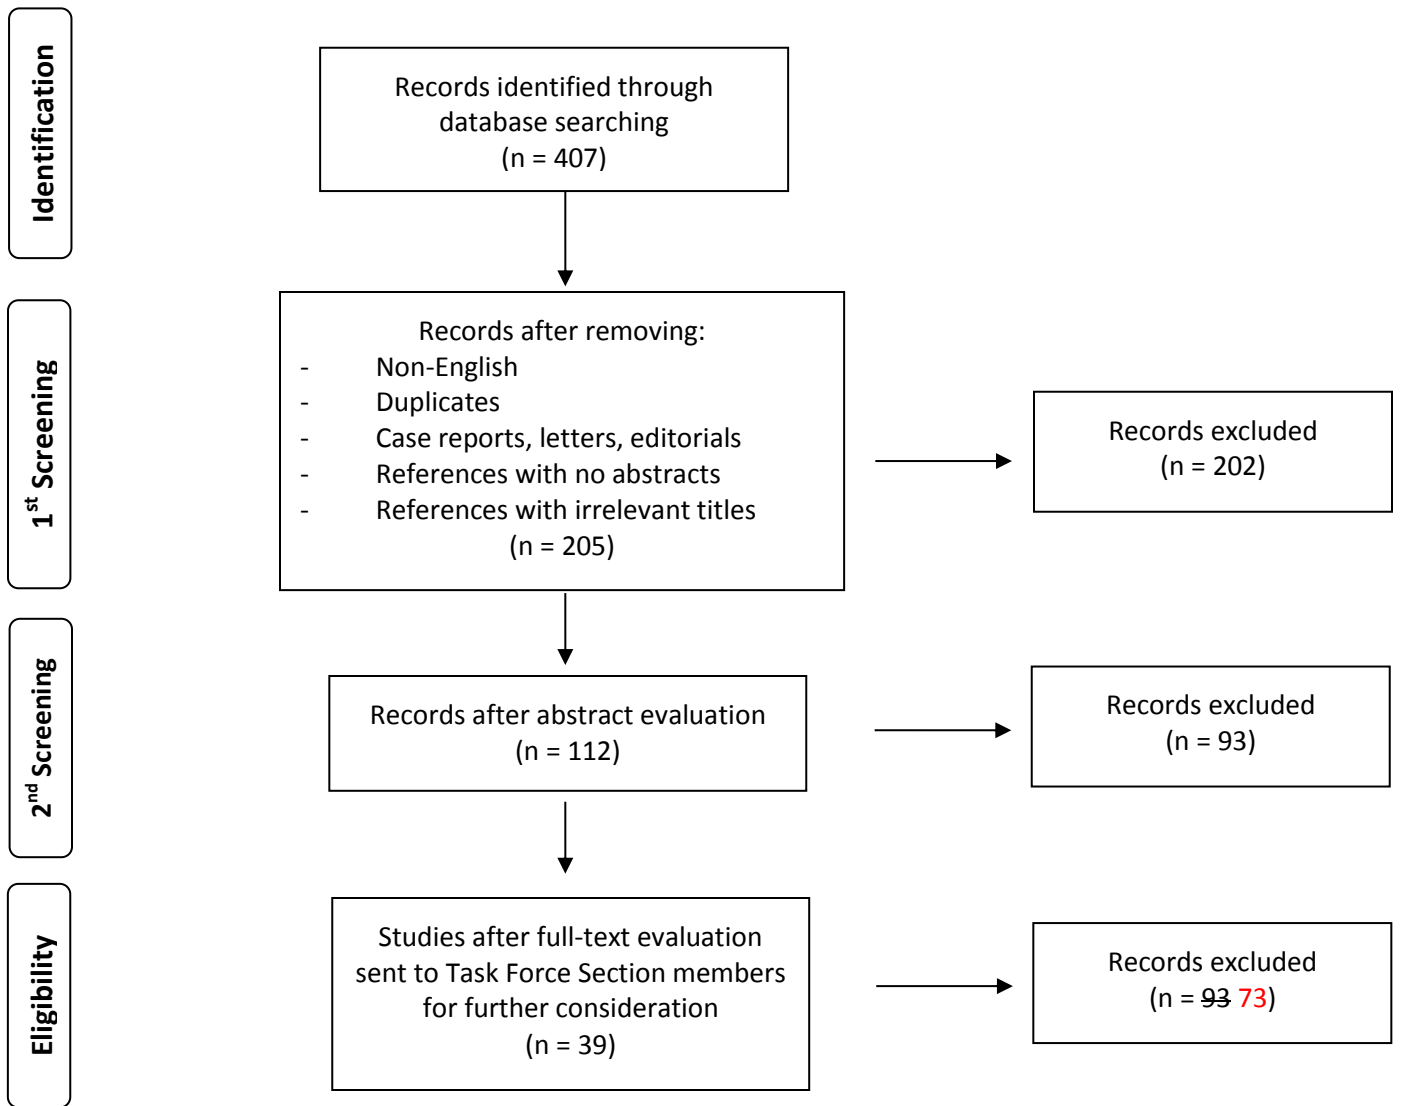 Identification
Records identified through
database searching
(n = 407)
1st Screening
Records after removing:
- Non-English
- Duplicates
- Case reports, letters, editorials
- References with no abstracts
- References with irrelevant titles
(n = 205)
Records excluded
(n = 202)
2nd Screening
Records after abstract evaluation
(n = 112)
Records excluded
(n = 93)
Eligibility
Studies after full-text evaluation
sent to Task Force Section members
for further consideration
(n = 39)
Records excluded
(n = 93 73)